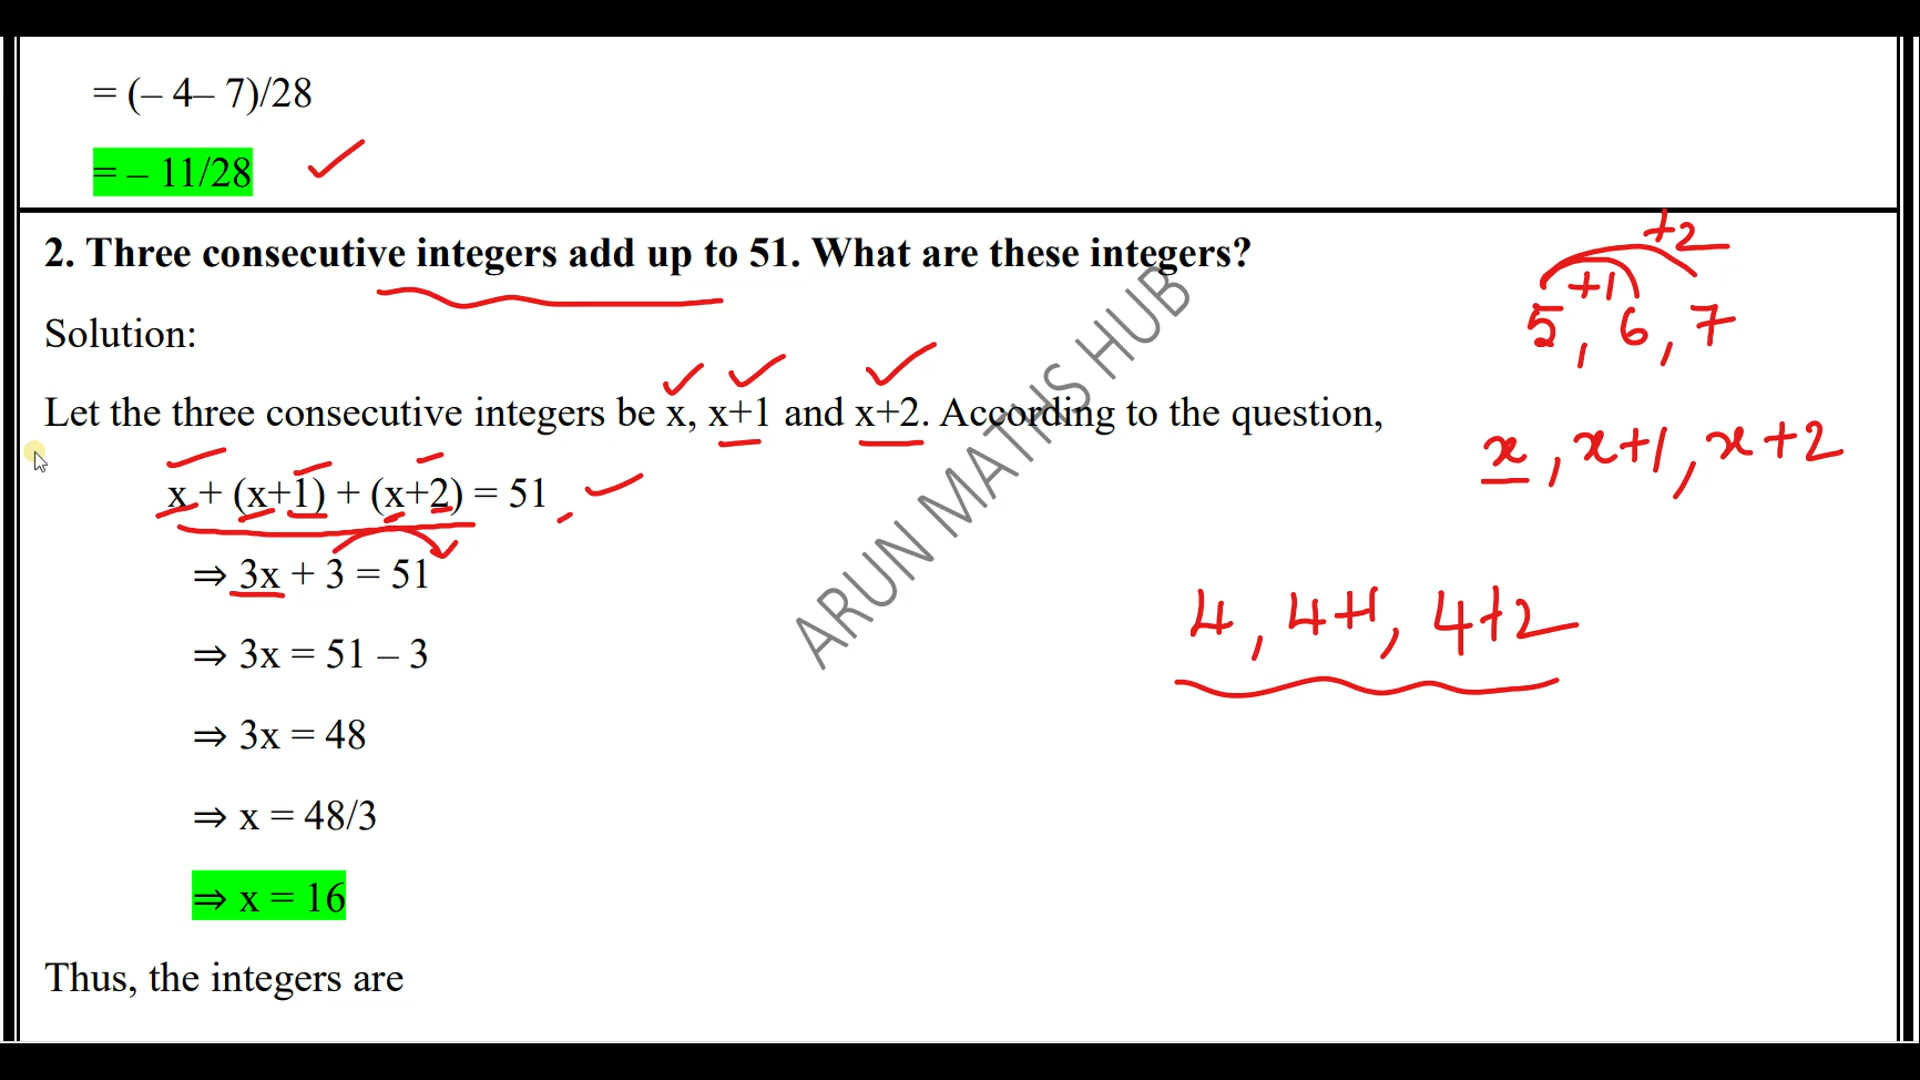 = (– 4– 7)/28
= – 11/28
2. Three consecutive integers add up to 51. What are these integers?
+2
+1
5, 6, 7
Solution:
Let the three consecutive integers be x, x+1 and x+2. According to the question,
x, x+1, x+2
x + (x+1) + (x+2) = 51
⇒ 3x + 3 = 51
4, 4+1, 4+2
⇒ 3x = 51 – 3
⇒ 3x = 48
⇒ x = 48/3
⇒ x = 16
Thus, the integers are
ARUN MATHS HUB